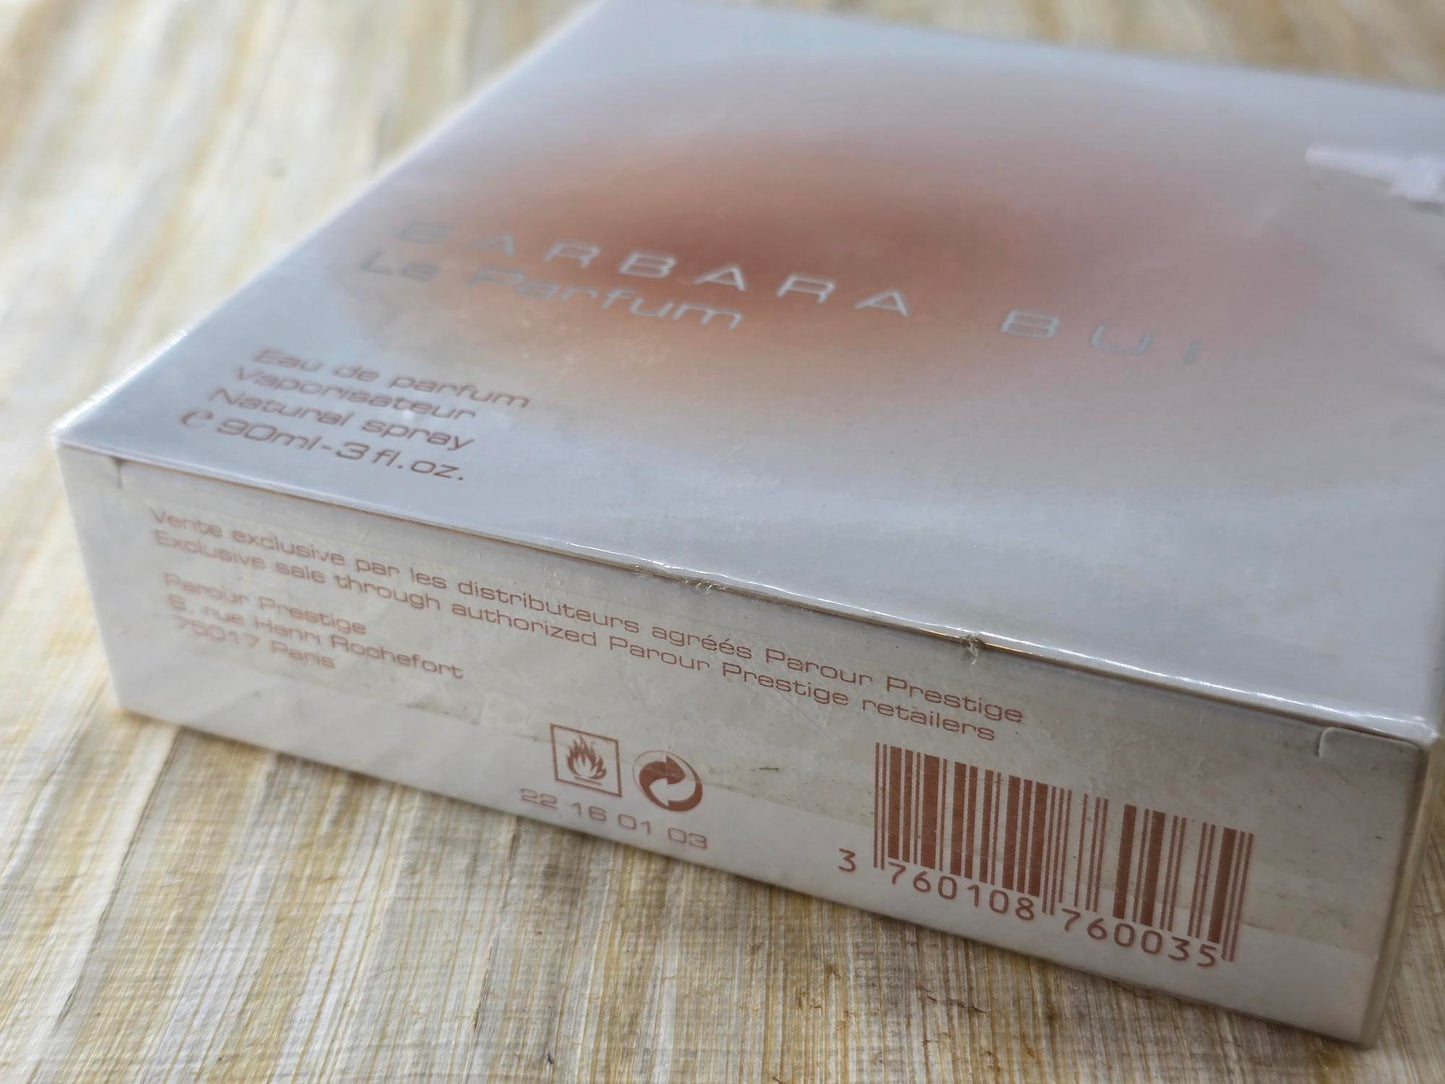 BARBARA BUI
Le Parfum
Eau de parfum
Vaporisateur
Natural spray
℮ 90ml-3 fl.oz.
Vente exclusive par les distributeurs agréés Parour Prestige
Exclusive sale through authorized Parour Prestige retailers
Parour Prestige
6, rue Henri Rochefort
75017 Paris
22 16 01 03
3 760108 760035